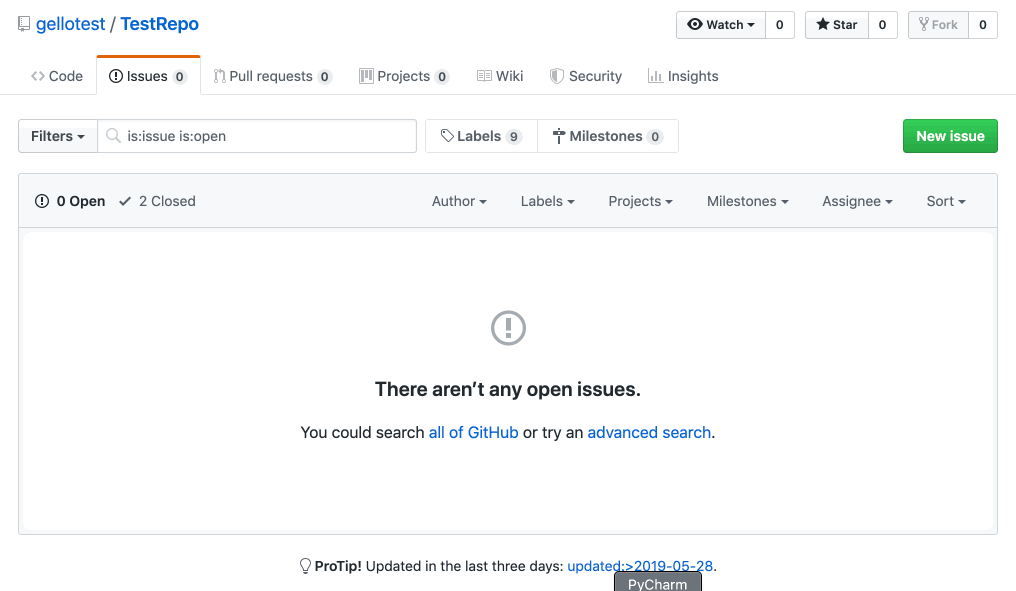 gellotest / TestRepo
Watch 0 Star 0 Fork 0
Code Issues 0 Pull requests 0 Projects 0 Wiki Security Insights
Filters is:issue is:open Labels 9 Milestones 0 New issue
0 Open 2 Closed Author Labels Projects Milestones Assignee Sort
There aren’t any open issues.
You could search all of GitHub or try an advanced search.
ProTip! Updated in the last three days: updated:>2019-05-28.
PyCharm